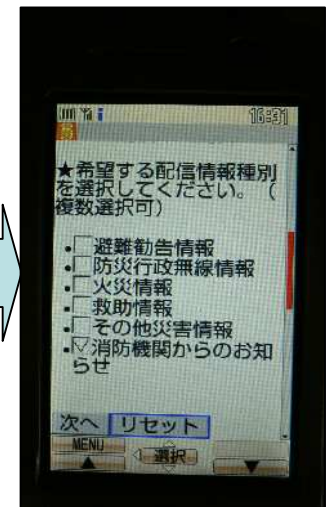 16:31
★希望する配信情報種別
を選択してください。(
複数選択可)
・□避難勧告情報
・□防災行政無線情報
・□火災情報
・□救助情報
・□その他災害情報
・☑消防機関からのお知
らせ
次へ リセット
MENU 選択